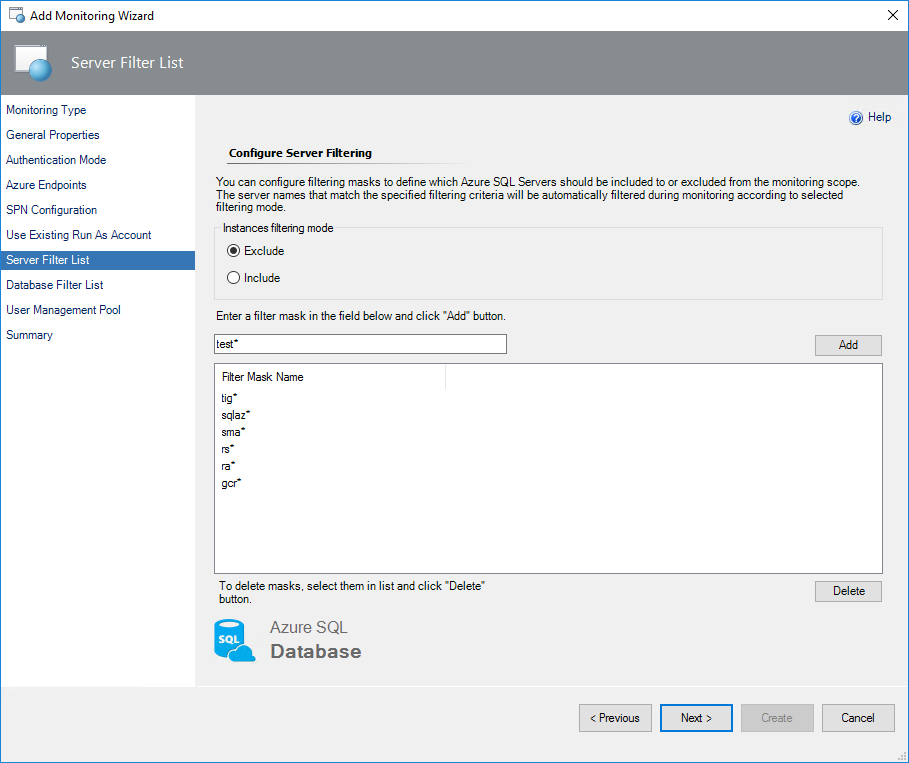 Add Monitoring Wizard
Server Filter List
Monitoring Type
General Properties
Authentication Mode
Azure Endpoints
SPN Configuration
Use Existing Run As Account
Server Filter List
Database Filter List
User Management Pool
Summary
Help
Configure Server Filtering
You can configure filtering masks to define which Azure SQL Servers should be included to or excluded from the monitoring scope.
The server names that match the specified filtering criteria will be automatically filtered during monitoring according to selected
filtering mode.
Instances filtering mode
Exclude
Include
Enter a filter mask in the field below and click "Add" button.
test*
Add
Filter Mask Name
tig*
sqlaz*
sma*
rs*
ra*
gcr*
To delete masks, select them in list and click "Delete"
button.
Delete
SQL
Azure SQL
Database
< Previous
Next >
Create
Cancel